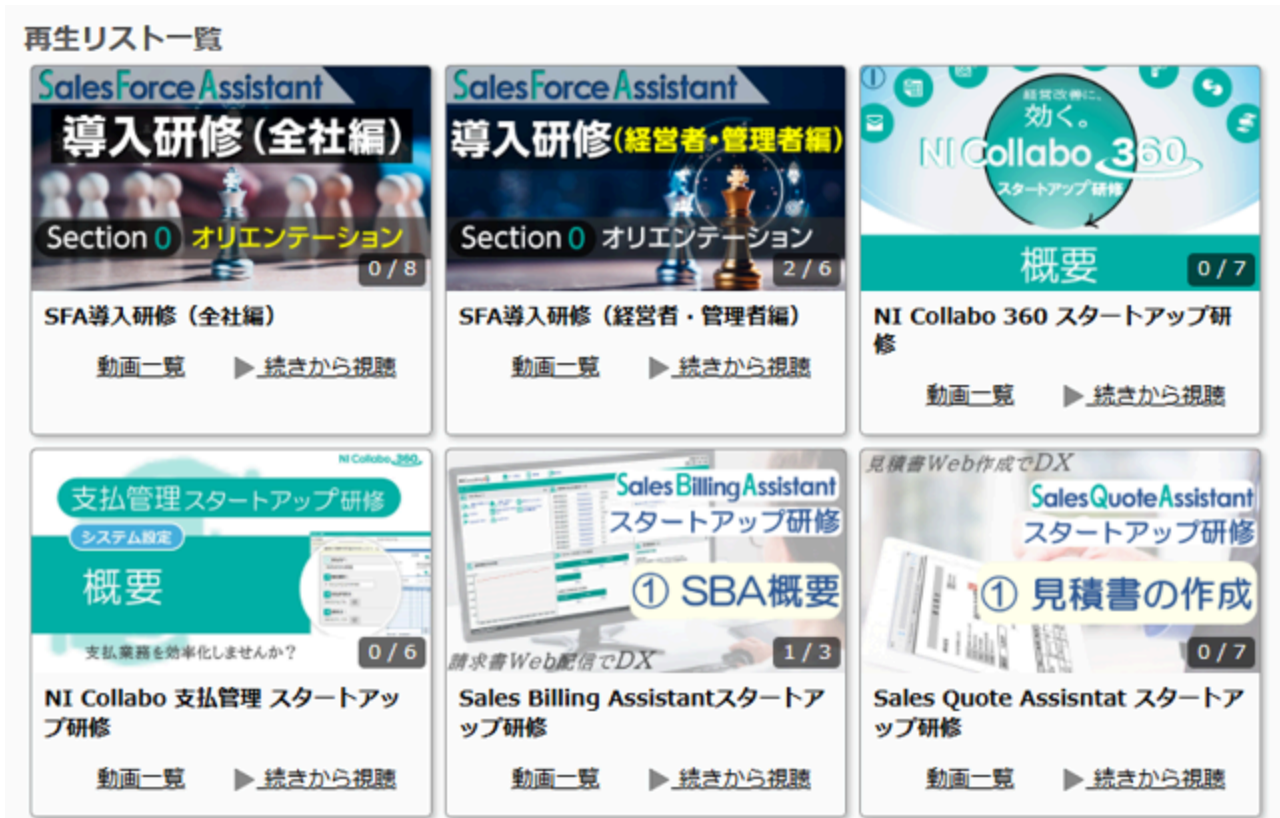 再生リスト一覧
SalesForceAssistant
導入研修（全社編）
Section 0 オリエンテーション
0 / 8
SFA導入研修（全社編）
動画一覧 ▶ 続きから視聴
SalesForceAssistant
導入研修(経営者・管理者編)
Section 0 オリエンテーション
2 / 6
SFA導入研修（経営者・管理者編）
動画一覧 ▶ 続きから視聴
①
経営改善に、
効く。
NI Collabo 360
スタートアップ研修
概要
0 / 7
NI Collabo 360 スタートアップ研
修
動画一覧 ▶ 続きから視聴
NI Collabo 360
支払管理スタートアップ研修
システム設定
概要
支払業務を効率化しませんか？
0 / 6
NI Collabo 支払管理 スタートアッ
プ研修
動画一覧 ▶ 続きから視聴
SalesBillingAssistant
スタートアップ研修
① SBA概要
請求書Web配信でDX
1 / 3
Sales Billing Assistantスタートア
ップ研修
動画一覧 ▶ 続きから視聴
見積書Web作成でDX
SalesQuoteAssistant
スタートアップ研修
① 見積書の作成
0 / 7
Sales Quote Assisntat スタートア
ップ研修
動画一覧 ▶ 続きから視聴